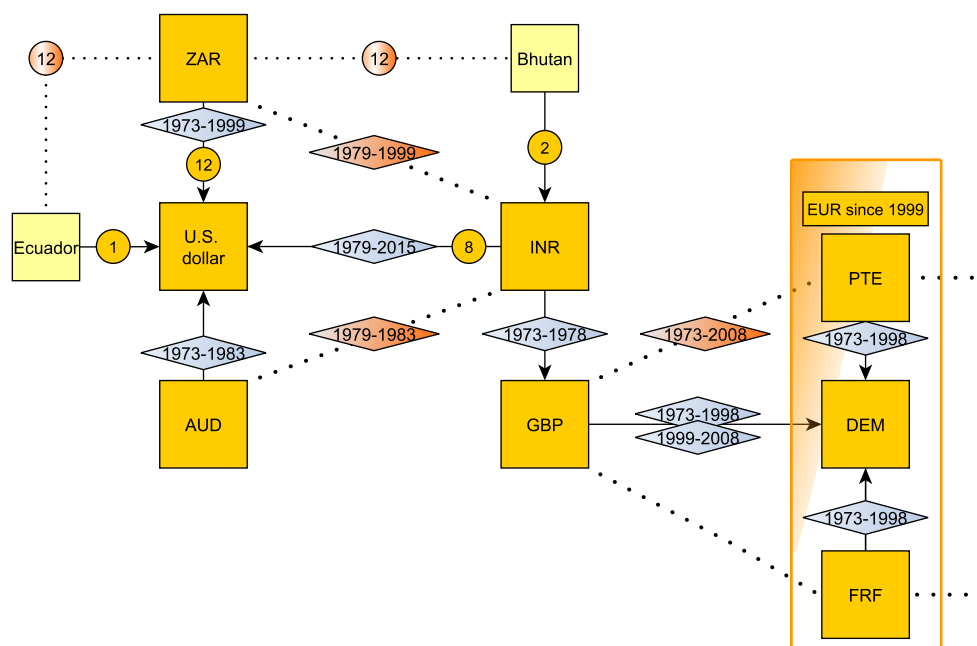 12
ZAR
12
Bhutan
1973-1999
1979-1999
12
2
EUR since 1999
Ecuador
1
U.S.
dollar
1979-2015
8
INR
PTE
1973-1983
1979-1983
1973-1978
1973-2008
1973-1998
AUD
GBP
1973-1998
1999-2008
DEM
1973-1998
FRF